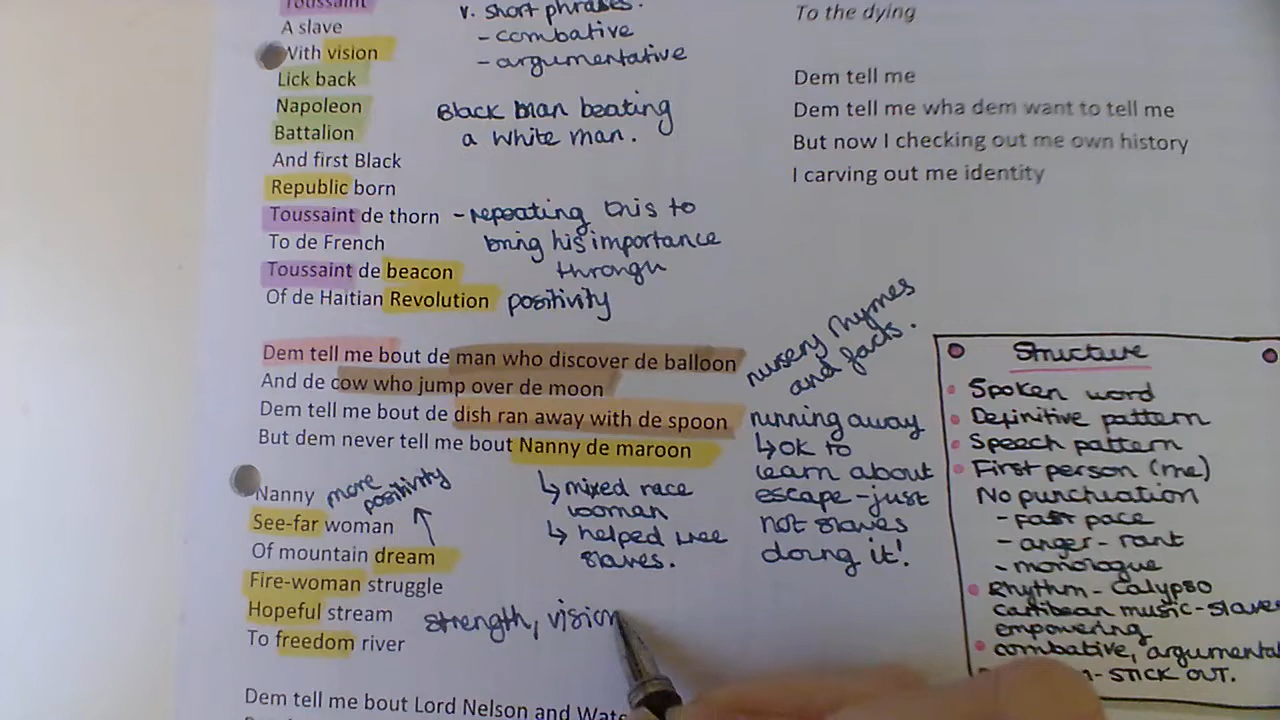 Toussaint
A slave
With vision
Lick back
Napoleon
Battalion
And first Black
Republic born
Toussaint de thorn
To de French
Toussaint de beacon
Of de Haitian Revolution
v. short phrases.
- combative
- argumentative
Black man beating
a white man.
- repeating this to
bring his importance
through
positivity
Dem tell me bout de man who discover de balloon
And de cow who jump over de moon
Dem tell me bout de dish ran away with de spoon
But dem never tell me bout Nanny de maroon
nursery rhymes
and facts.
running away
↳ ok to
learn about
escape - just
not slaves
doing it!
↳ mixed race
woman
↳ helped free
slaves.
more
positivity
Nanny
See-far woman
Of mountain dream
Fire-woman struggle
Hopeful stream
To freedom river
strength, vision
Dem tell me bout Lord Nelson and
To the dying
Dem tell me
Dem tell me wha dem want to tell me
But now I checking out me own history
I carving out me identity
Structure
Spoken word
Definitive pattern
Speech pattern
First person (me)
No punctuation
- fast pace
- anger - rant
- monologue
Rhythm - Calypso
Caribbean music - slaves
empowering
combative,
- STICK OUT.